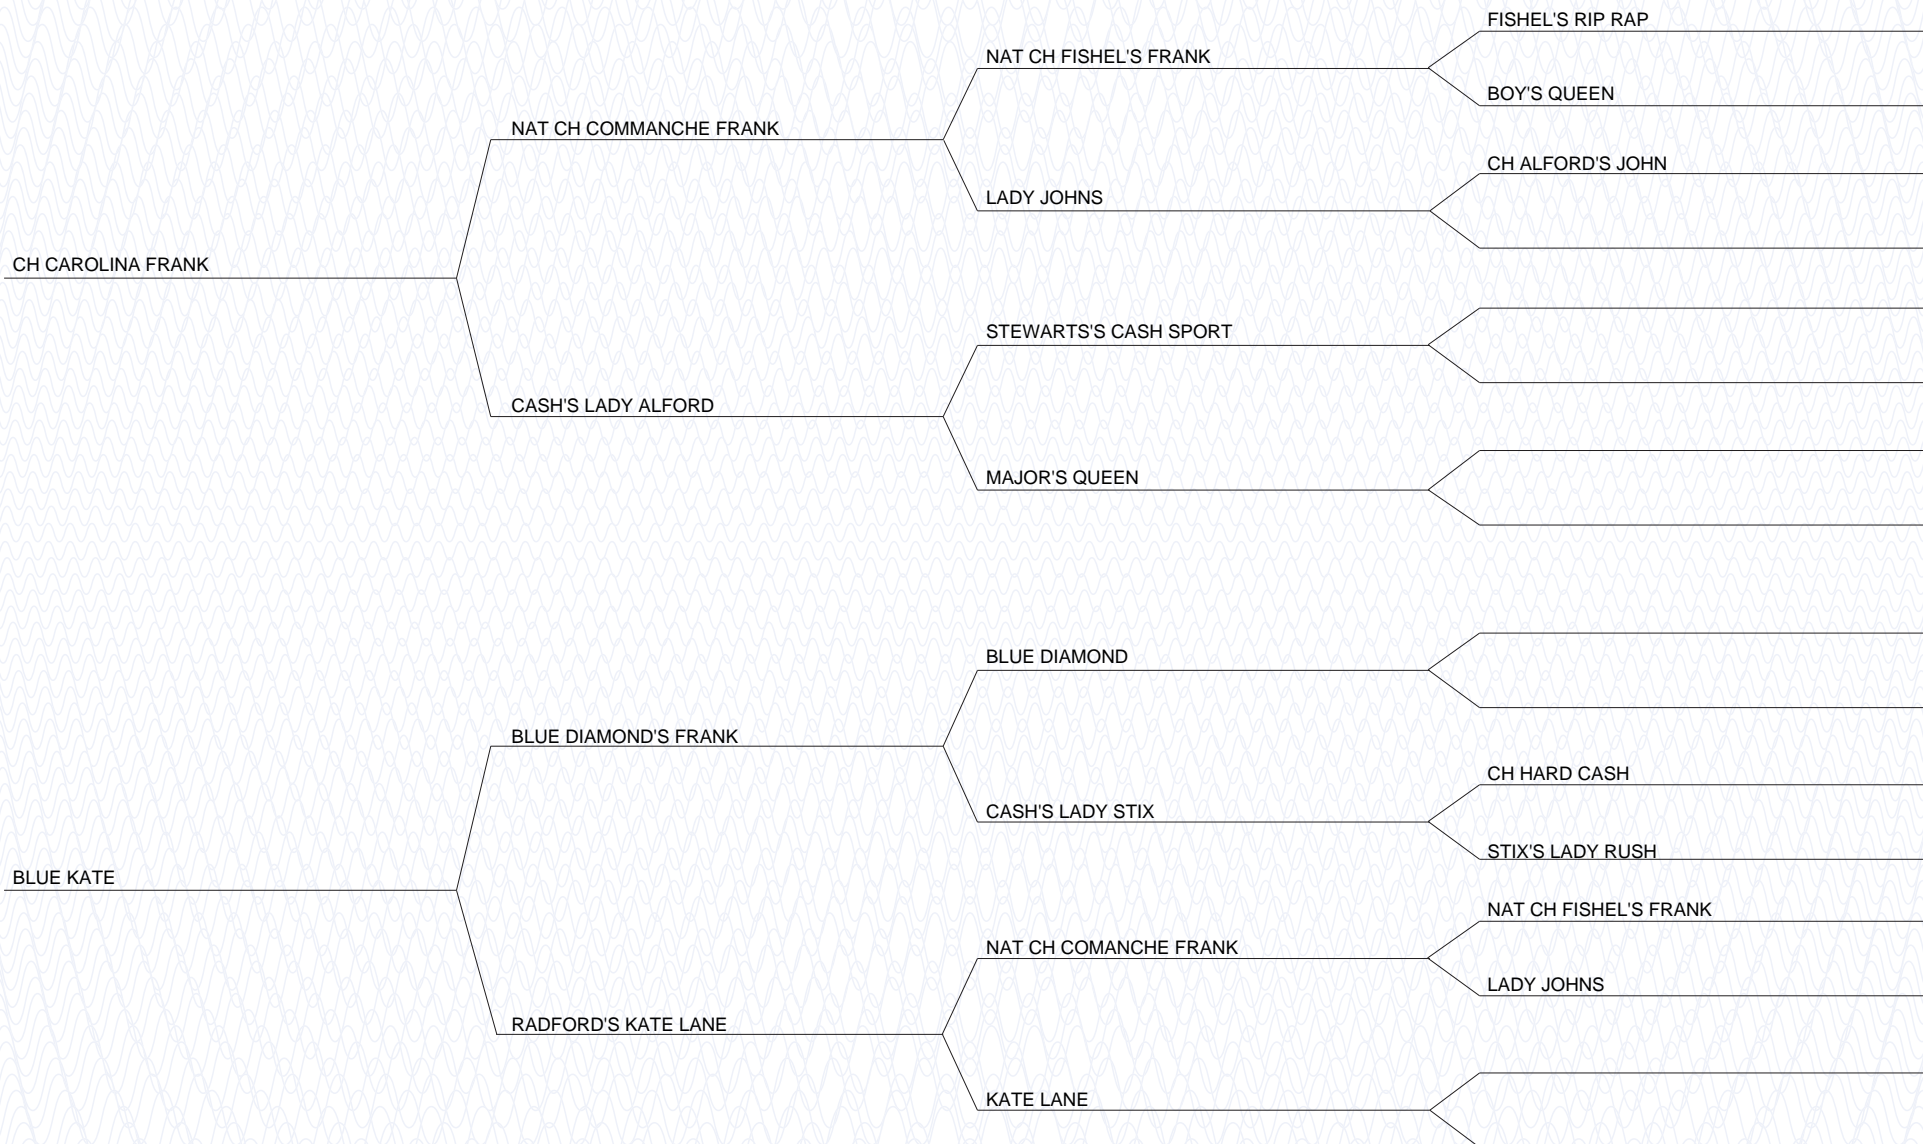 FISHEL'S RIP RAP
NAT CH FISHEL'S FRANK
BOY'S QUEEN
NAT CH COMMANCHE FRANK
CH ALFORD'S JOHN
LADY JOHNS
CH CAROLINA FRANK
STEWARTS'S CASH SPORT
CASH'S LADY ALFORD
MAJOR'S QUEEN
BLUE DIAMOND
BLUE DIAMOND'S FRANK
CH HARD CASH
CASH'S LADY STIX
STIX'S LADY RUSH
BLUE KATE
NAT CH FISHEL'S FRANK
NAT CH COMANCHE FRANK
LADY JOHNS
RADFORD'S KATE LANE
KATE LANE